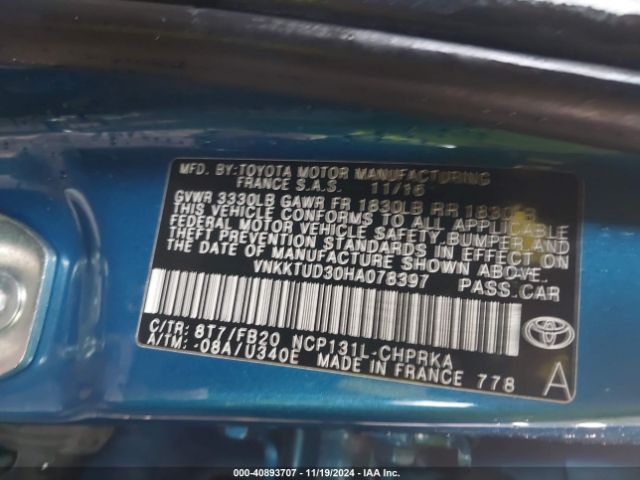 MFD. BY: TOYOTA MOTOR MANUFACTURING
FRANCE S.A.S. 11/16
GVWR 3330LB GAWR FR 1830LB RR 1830LB
THIS VEHICLE CONFORMS TO ALL APPLICABLE
FEDERAL MOTOR VEHICLE SAFETY, BUMPER, AND
THEFT PREVENTION STANDARDS IN EFFECT ON
THE DATE OF MANUFACTURE SHOWN ABOVE.
VNKKTUD30HA078397 PASS.CAR
C/TR: 8T7/FB20 NCP131L-CHPRKA
A/TM: -08A/U340E MADE IN FRANCE 778
A
000-40893707 - 11/19/2024 - IAA Inc.